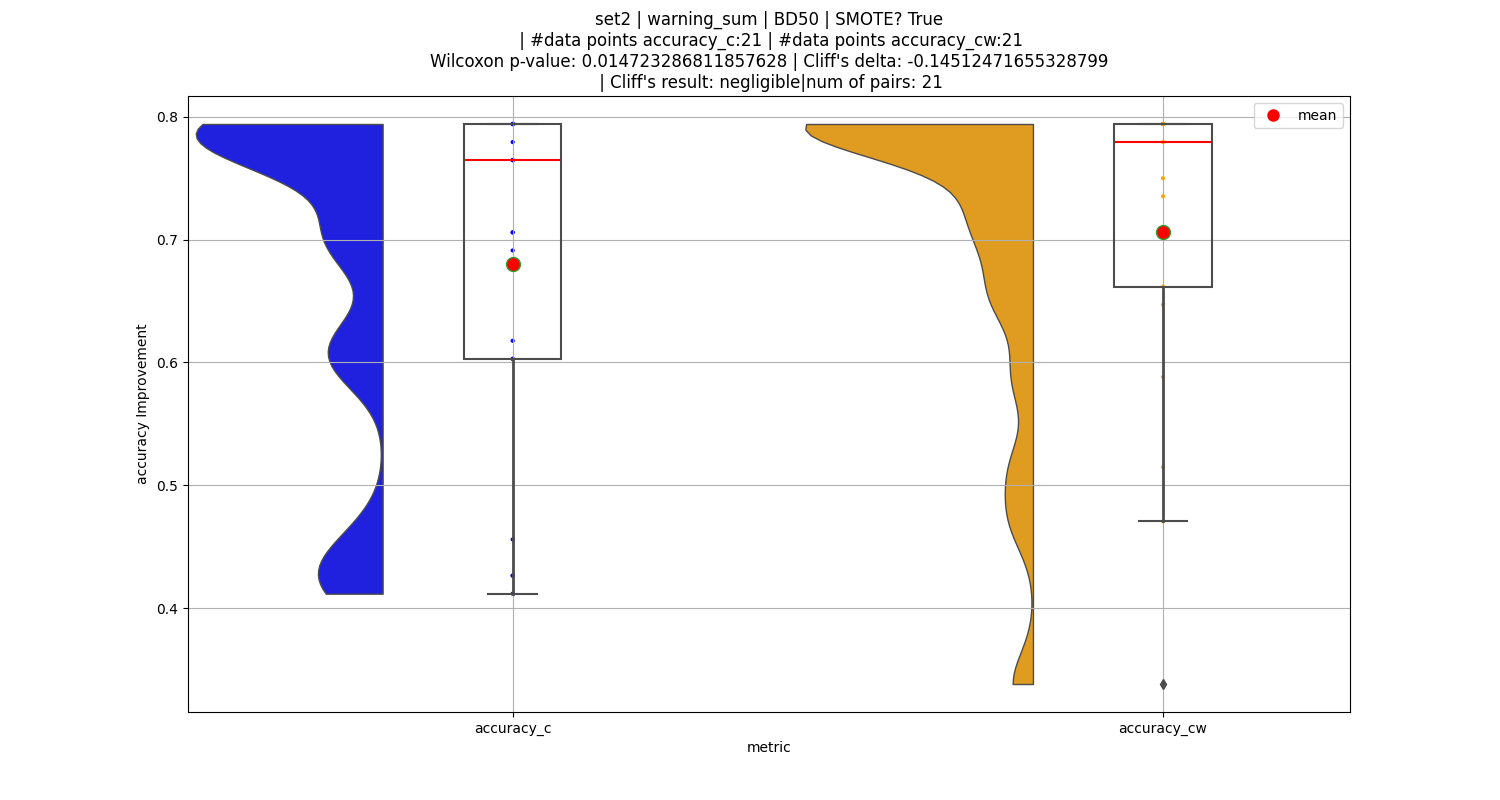 set2 | warning_sum | BD50 | SMOTE? True
| #data points accuracy_c:21 | #data points accuracy_cw:21
Wilcoxon p-value: 0.014723286811857628 | Cliff's delta: -0.14512471655328799
| Cliff's result: negligible|num of pairs: 21
mean
0.8
0.7
0.6
0.5
0.4
accuracy Improvement
accuracy_c
accuracy_cw
metric